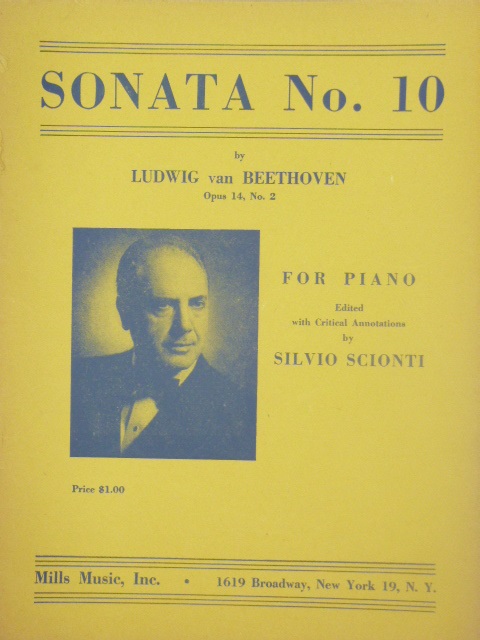 SONATA No. 10
by
LUDWIG van BEETHOVEN
Opus 14, No. 2
FOR PIANO
Edited
with Critical Annotations
by
SILVIO SCIONTI
Price $1.00
Mills Music, Inc. • 1619 Broadway, New York 19, N. Y.